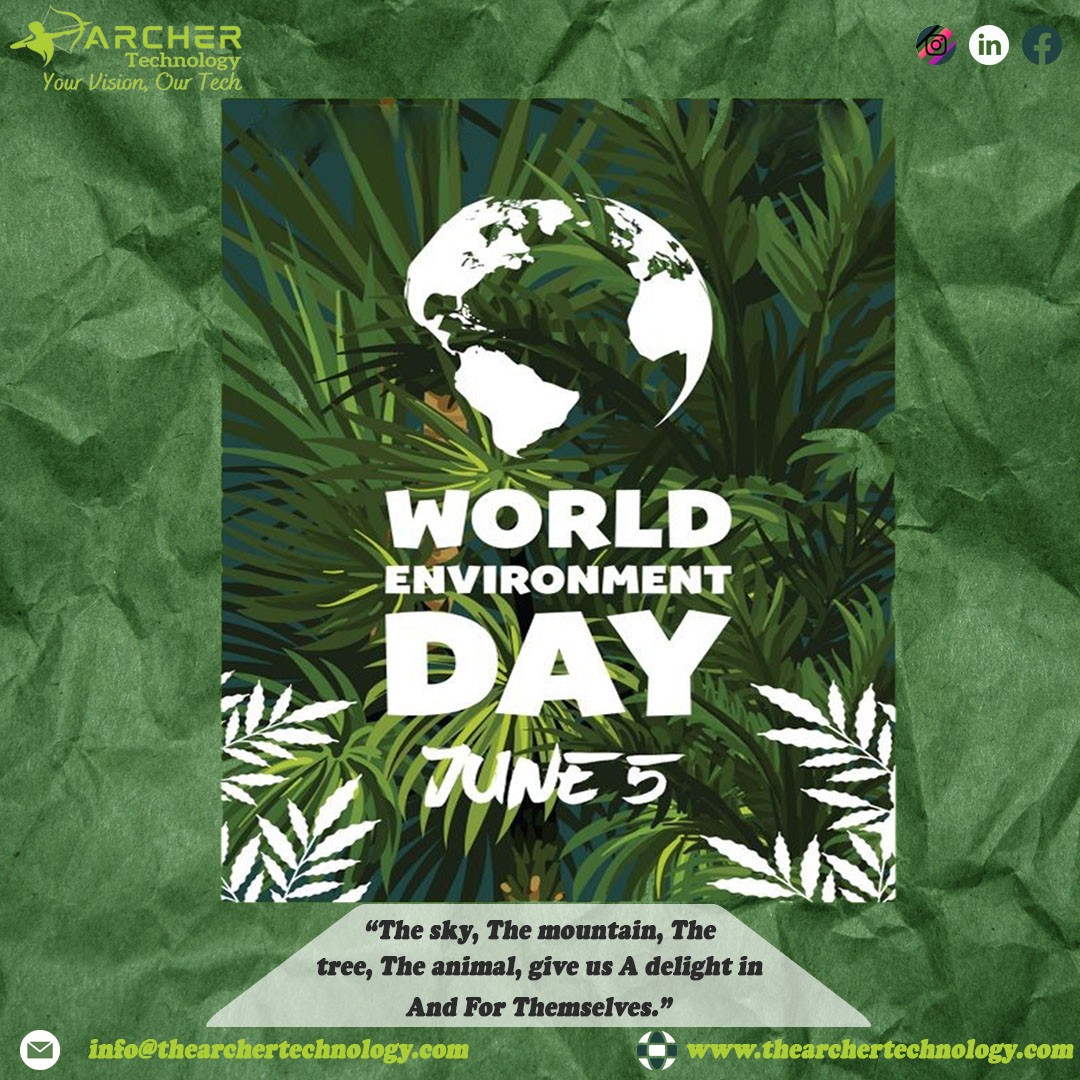 ARCHER
Technology
Your Vision, Our Tech
in
WORLD
ENVIRONMENT
DAY
JUNE 5
“The sky, The mountain, The
tree, The animal, give us A delight in
And For Themselves.”
info@thearchertechnology.com
www.thearchertechnology.com